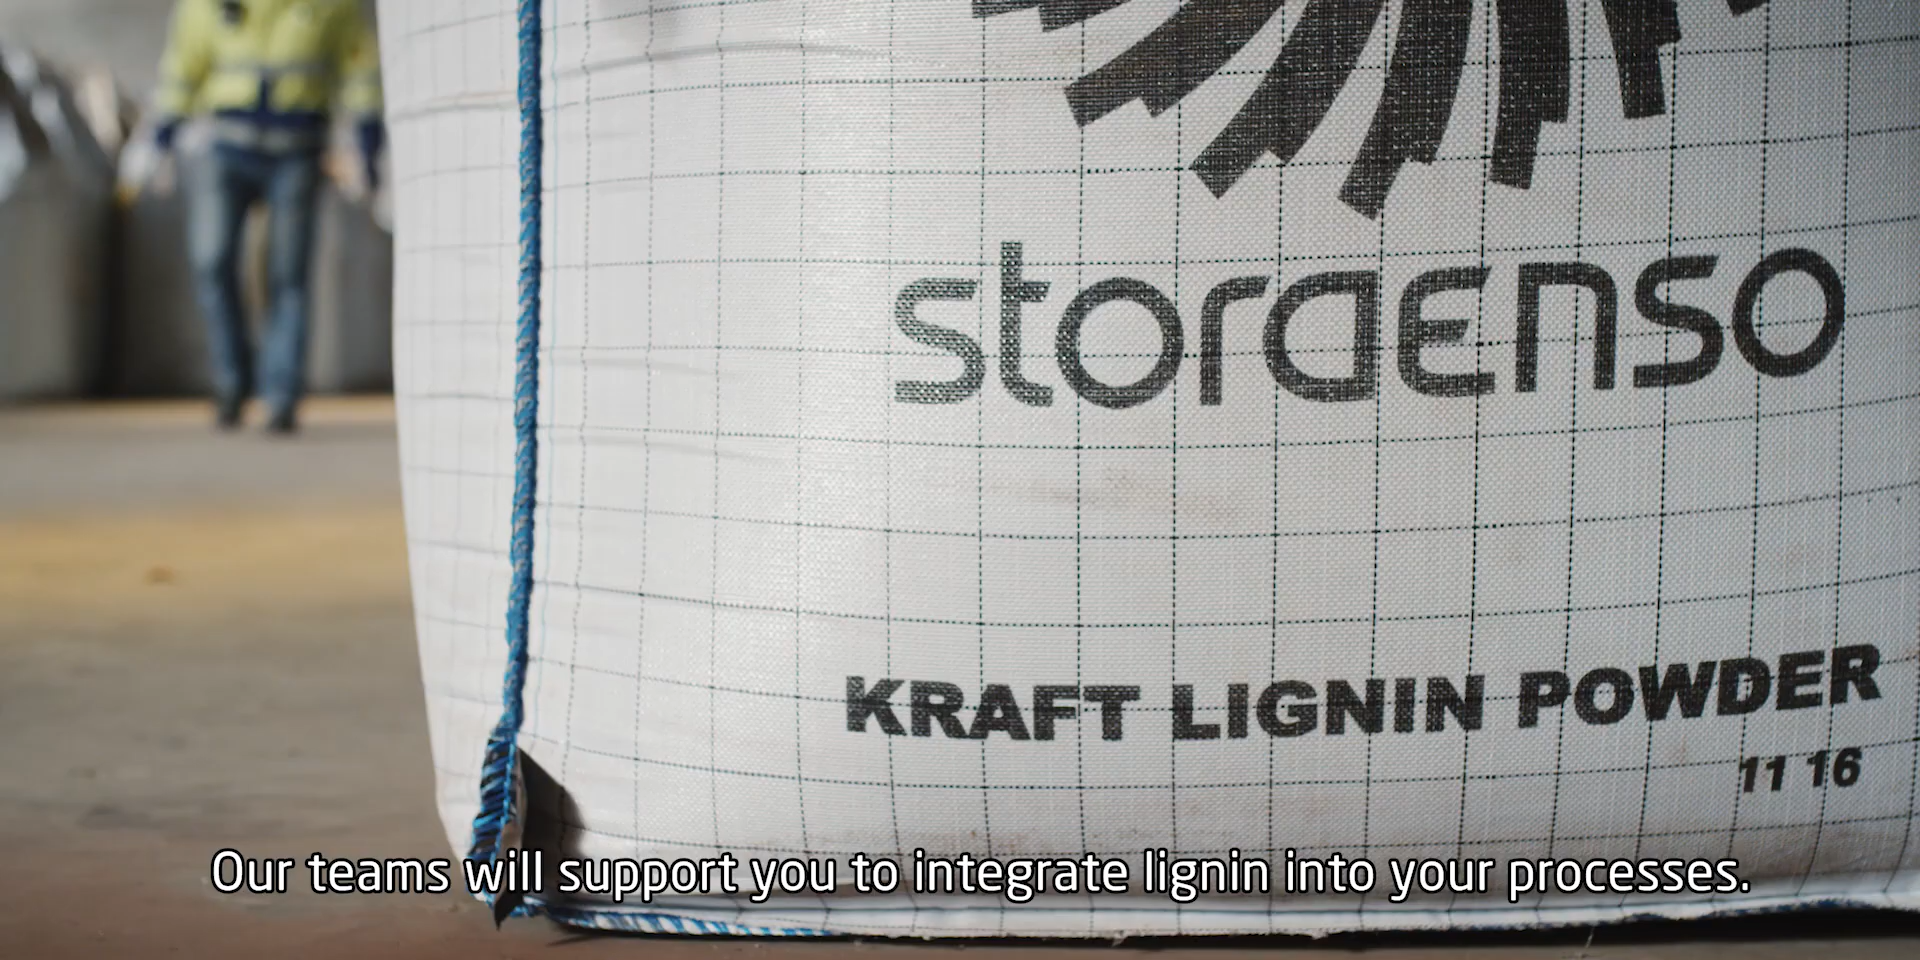 storaenso
KRAFT LIGNIN POWDER
11 16
Our teams will support you to integrate lignin into your processes.